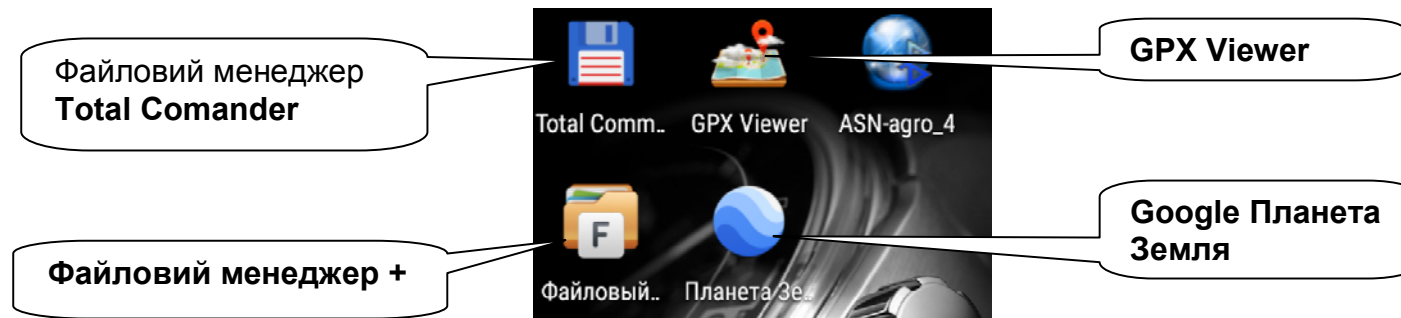 Файловий менеджер
Total Comander
GPX Viewer
Total Comm..
GPX Viewer
ASN-agro_4
Google Планета
Земля
Файловий менеджер +
F
Файловый..
Планета Зе..